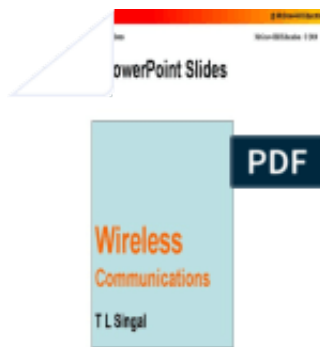 owerPoint Slides
PDF
Wireless
Communications
T L Singal